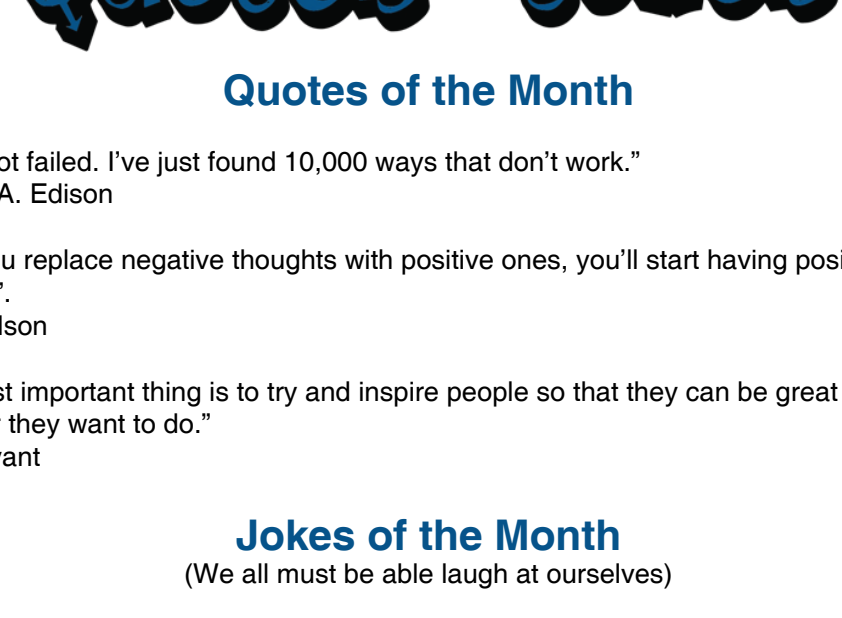 Quotes of the Month
ot failed. I’ve just found 10,000 ways that don’t work.”
A. Edison
u replace negative thoughts with positive ones, you’ll start having posi
”.
lson
st important thing is to try and inspire people so that they can be great
they want to do.”
ant
Jokes of the Month
(We all must be able laugh at ourselves)